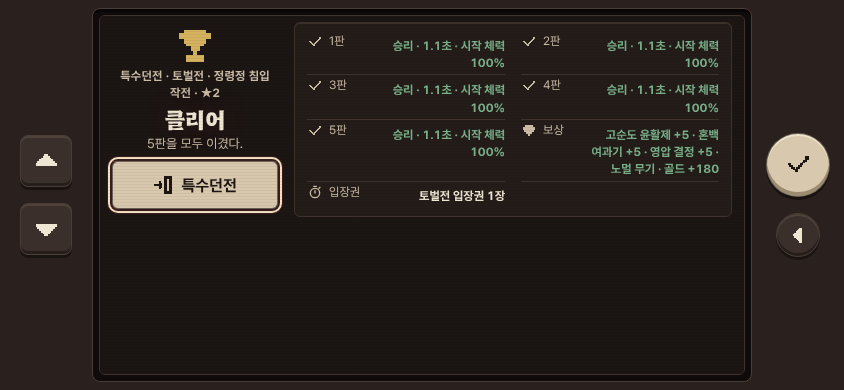 특수던전 · 토벌전 · 정령정 침입
작전 · ★2
클리어
5판을 모두 이겼다.
특수던전
1판
승리 · 1.1초 · 시작 체력
100%
2판
승리 · 1.1초 · 시작 체력
100%
3판
승리 · 1.1초 · 시작 체력
100%
4판
승리 · 1.1초 · 시작 체력
100%
5판
승리 · 1.1초 · 시작 체력
100%
보상
고순도 윤활제 +5 · 혼백
여과기 +5 · 영압 결정 +5 ·
노멀 무기 · 골드 +180
입장권
토벌전 입장권 1장